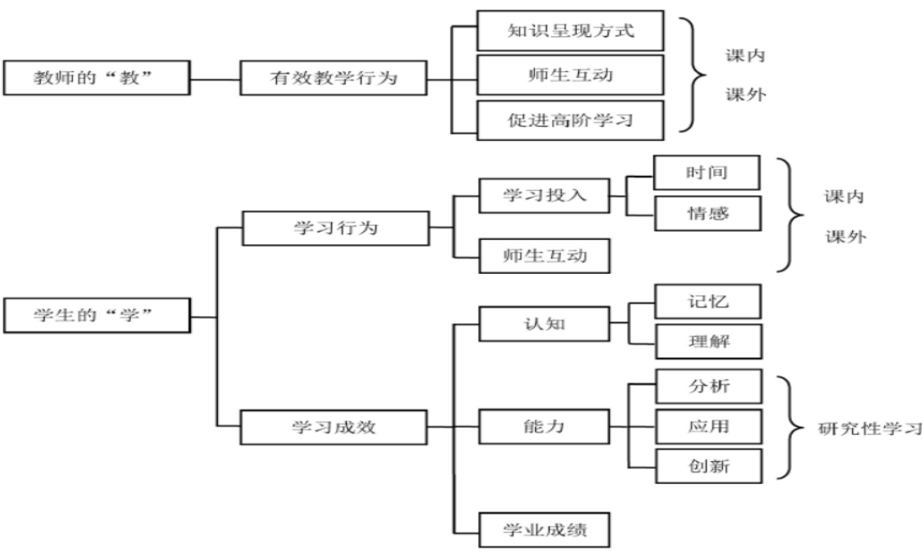 教师的“教”
有效教学行为
知识呈现方式
师生互动
促进高阶学习
课内
课外
学生的“学”
学习行为
学习投入
时间
情感
师生互动
课内
课外
学习成效
认知
记忆
理解
能力
分析
应用
创新
研究性学习
学业成绩